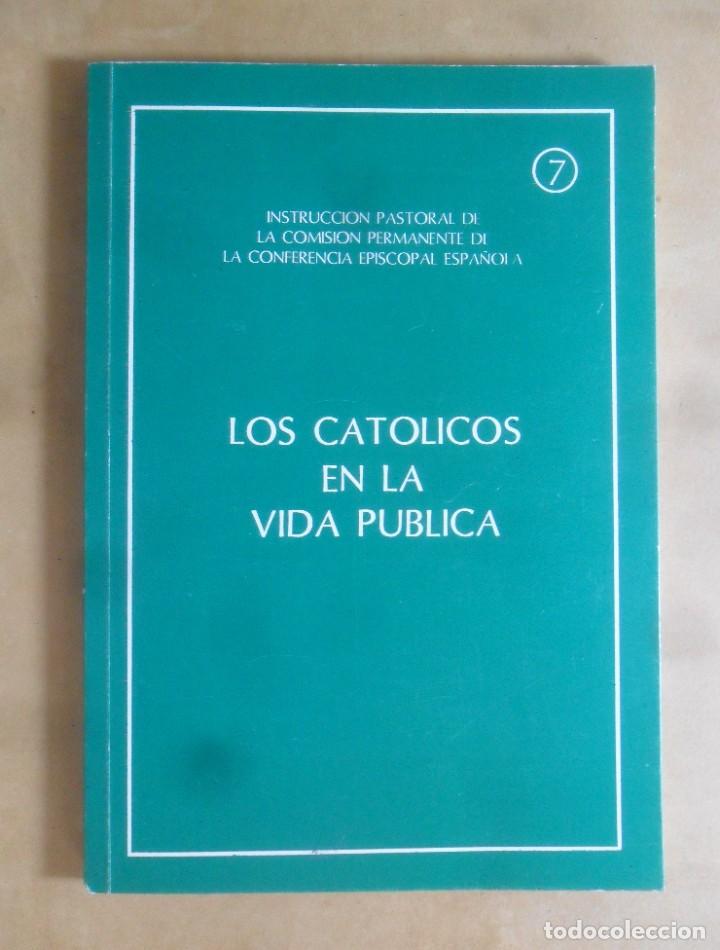 7
INSTRUCCION PASTORAL DE
LA COMISION PERMANENTE DE
LA CONFERENCIA EPISCOPAL ESPAÑOLA
LOS CATOLICOS
EN LA
VIDA PUBLICA
todocoleccion